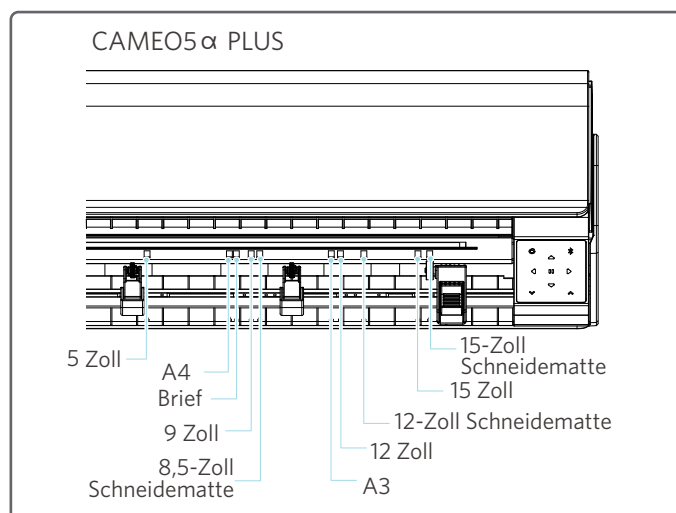 CAMEO5α PLUS
5 Zoll
A4
Brief
9 Zoll
8,5-Zoll
Schneidematte
15-Zoll
Schneidematte
15 Zoll
12-Zoll Schneidematte
12 Zoll
A3